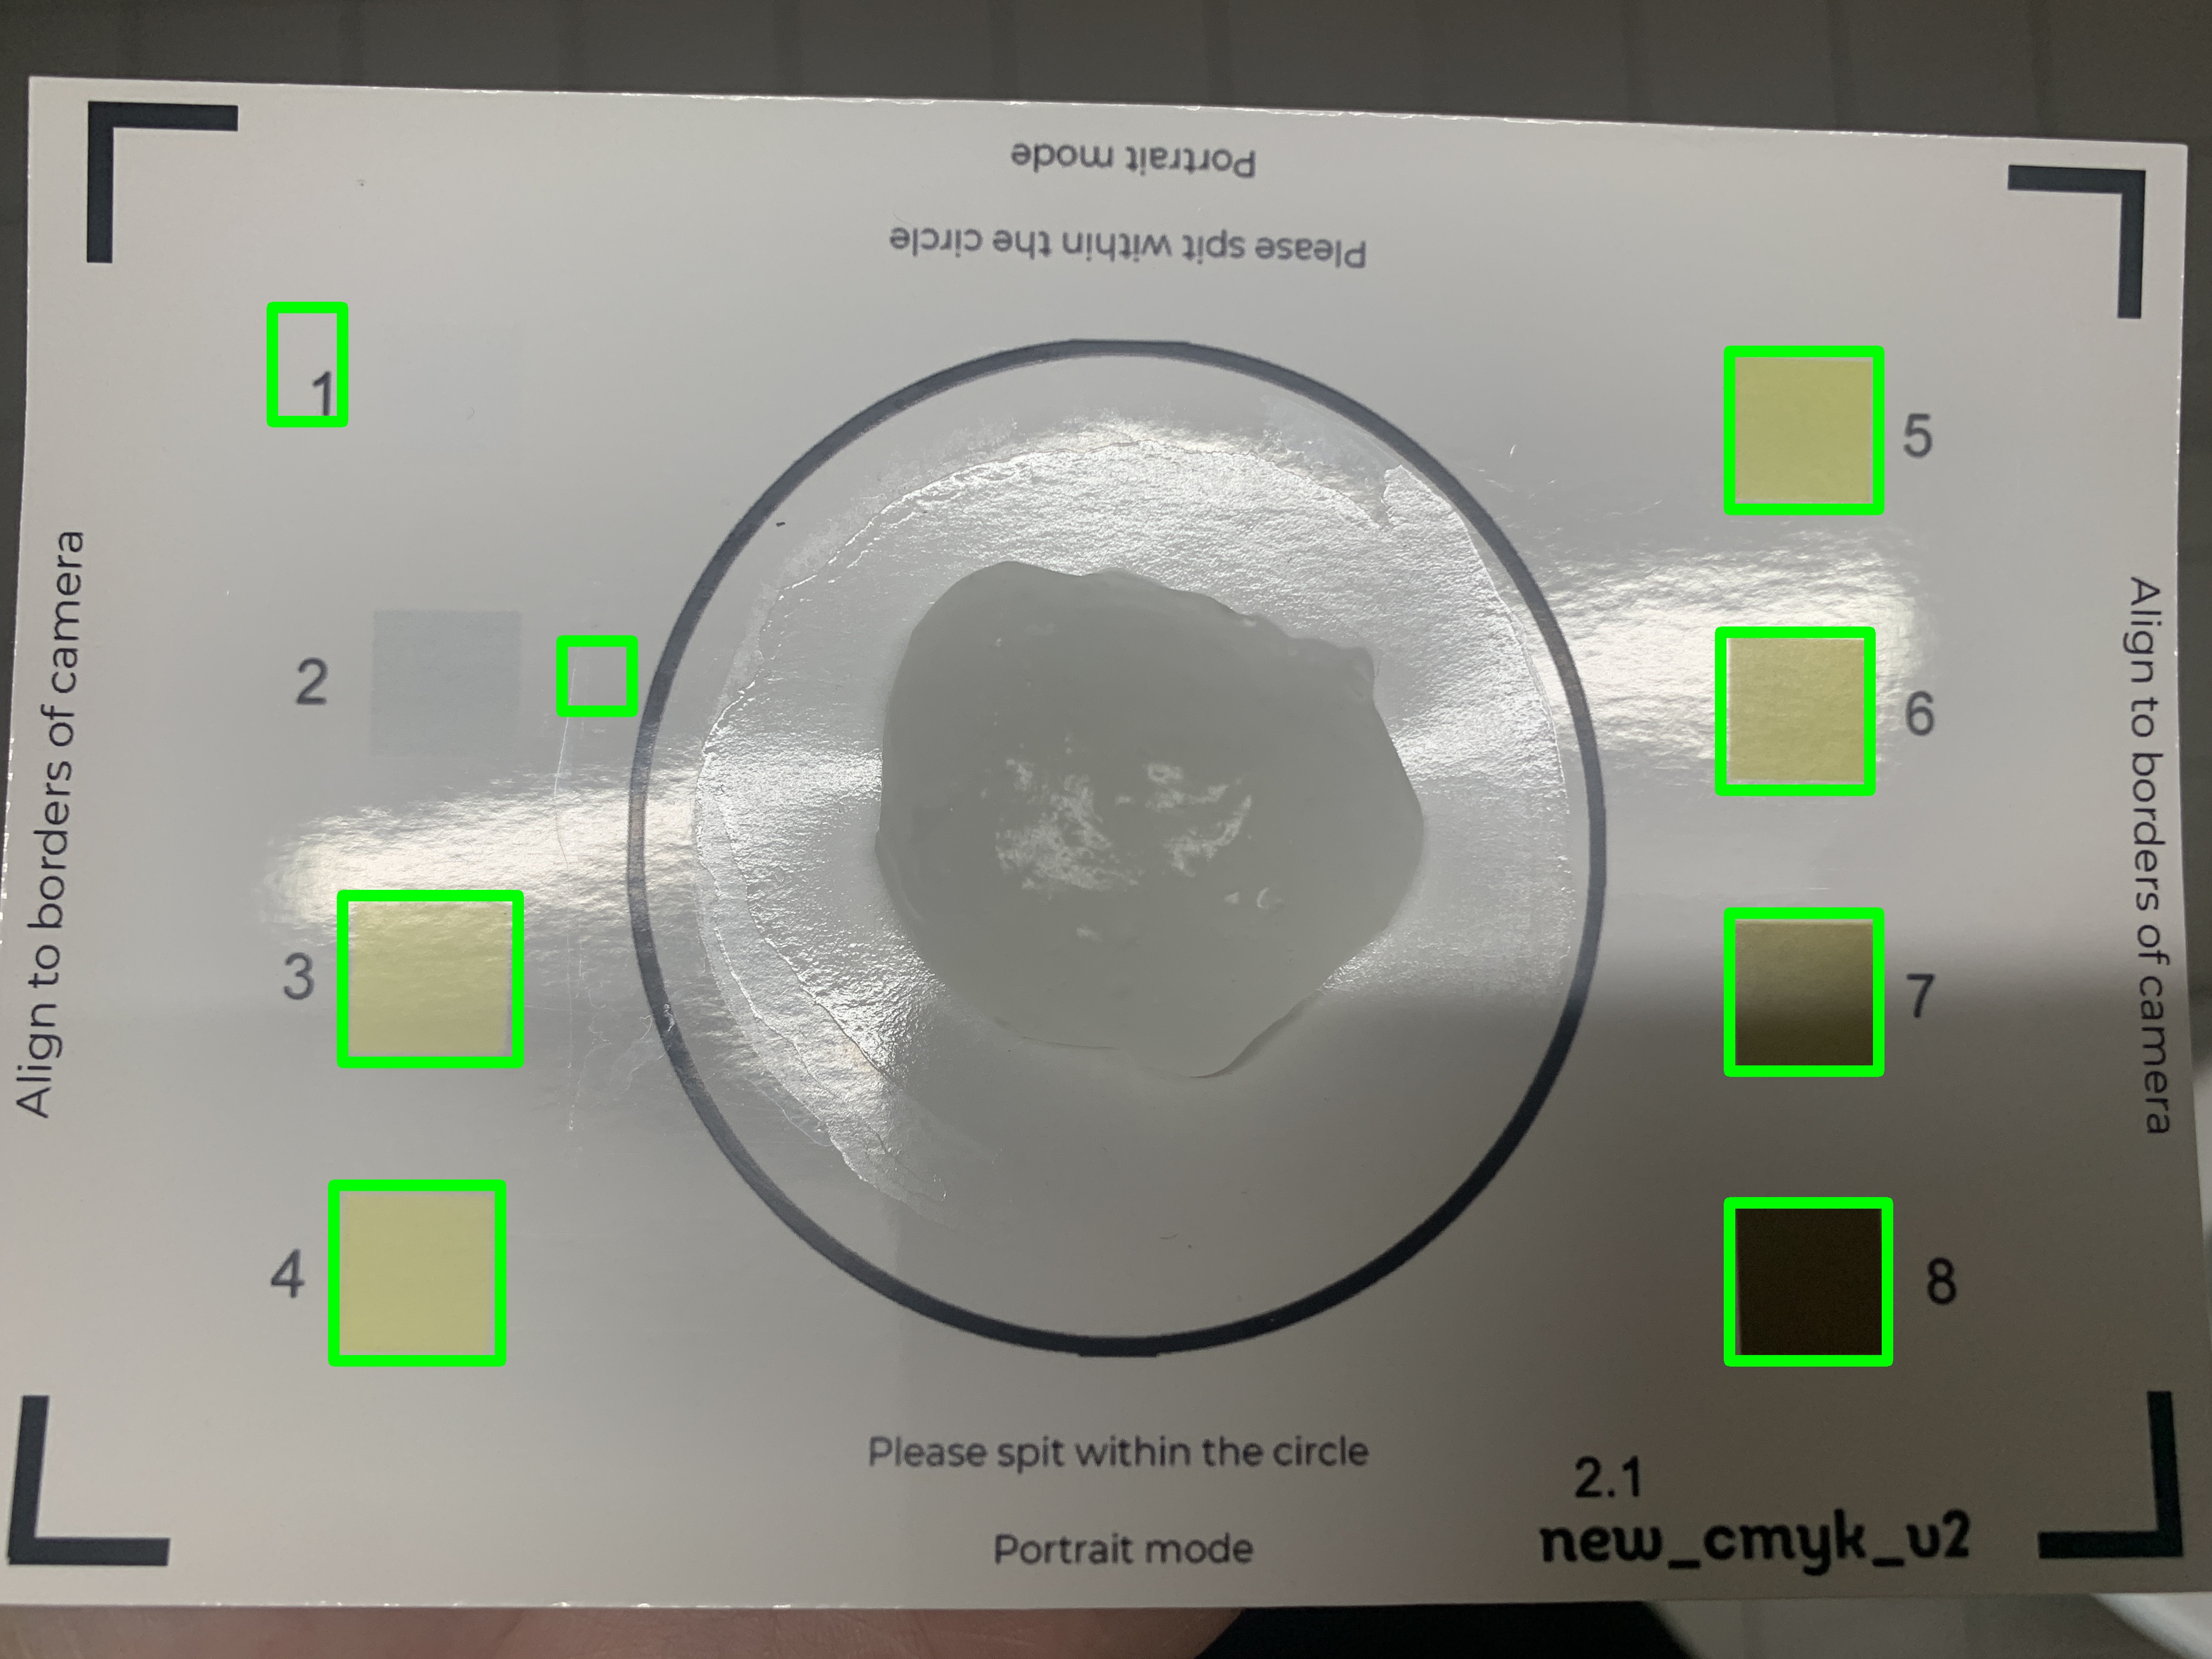 Portrait mode
Please spit within the circle
1
5
Align to borders of camera
Align to borders of camera
2
6
3
7
4
8
Please spit within the circle
2.1
Portrait mode
new_cmyk_v2